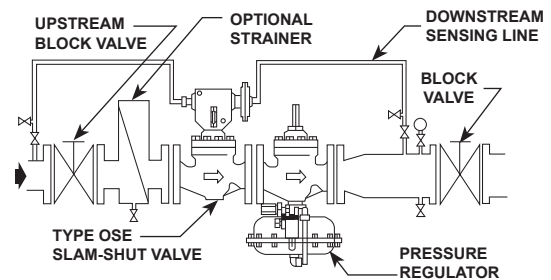 UPSTREAM
BLOCK VALVE
OPTIONAL
STRAINER
DOWNSTREAM
SENSING LINE
BLOCK
VALVE
TYPE OSE
SLAM-SHUT VALVE
PRESSURE
REGULATOR